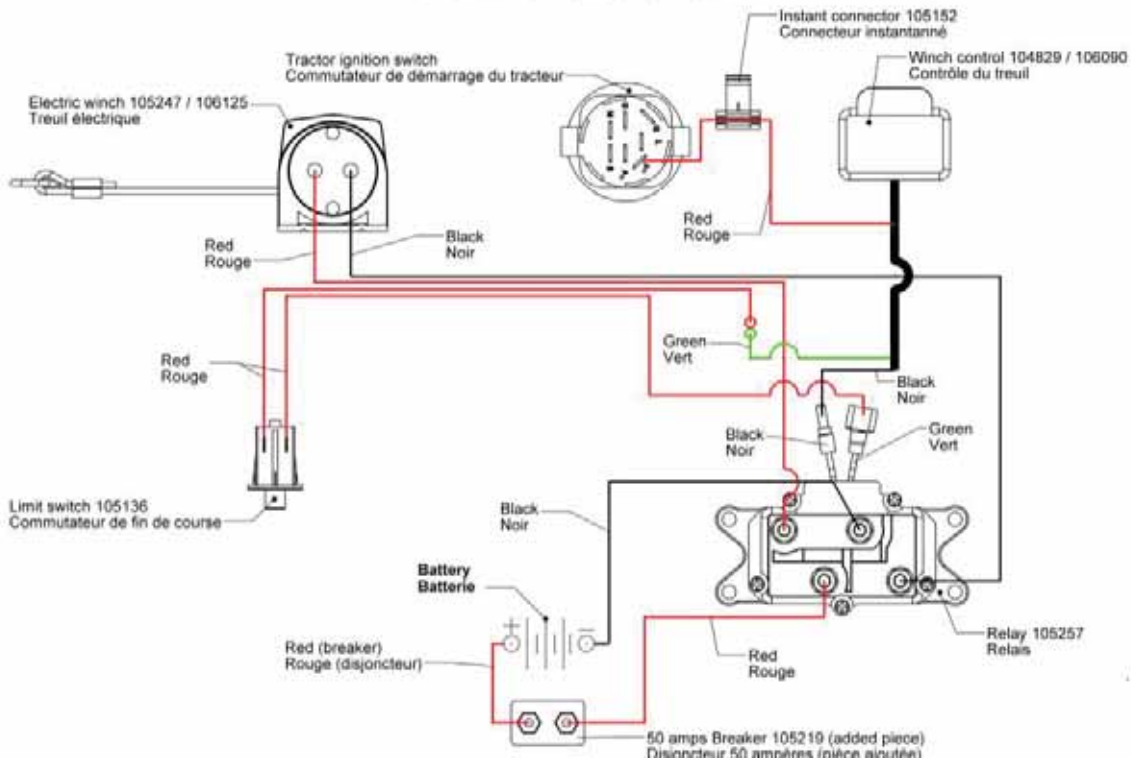 Instant connector 105152
Connecteur instantanné
Winch control 104829 / 106090
Contrôle du treuil
Tractor ignition switch
Commutateur de démarrage du tracteur
Electric winch 105247 / 106125
Treuil électrique
Red
Rouge
Black
Noir
Red
Rouge
Green
Vert
Red
Rouge
Black
Noir
Black
Noir
Green
Vert
Limit switch 105136
Commutateur de fin de course
Black
Noir
Battery
Batterie
+
−
Relay 105257
Relais
Red (breaker)
Rouge (disjoncteur)
Red
Rouge
50 amps Breaker 105219 (added piece)
Disjoncteur 50 ampères (pièce ajoutée)